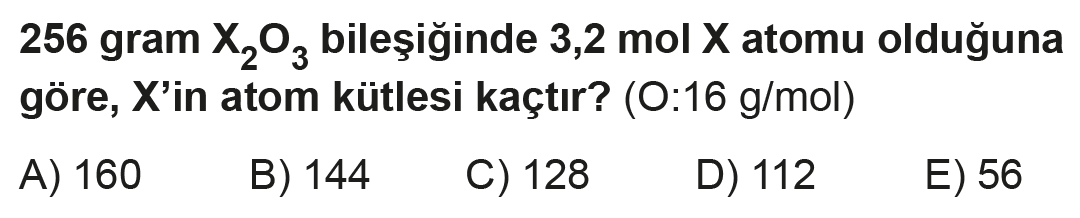 256 gram X₂O₃ bileşiğinde 3,2 mol X atomu olduğuna
göre, X’in atom kütlesi kaçtır? (O:16 g/mol)
A) 160 B) 144 C) 128 D) 112 E) 56